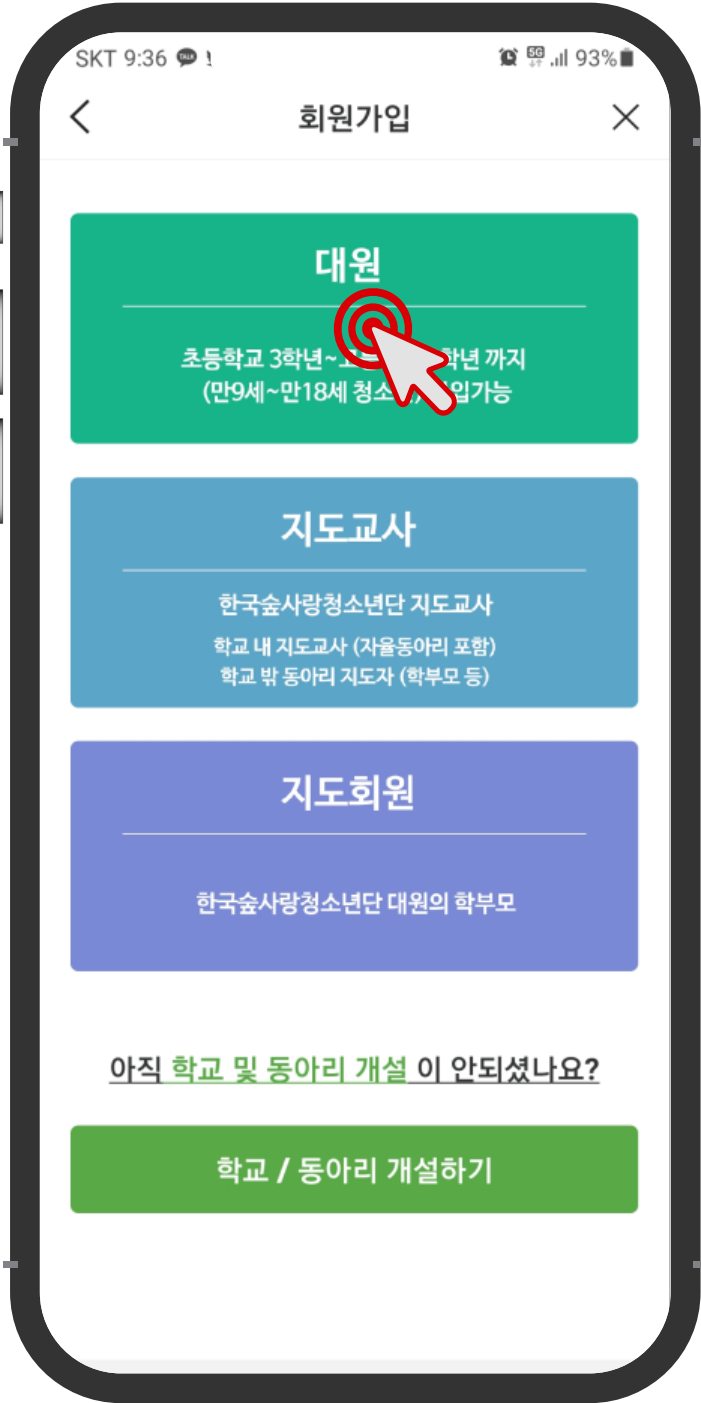 SKT 9:36 TALK !
5G 93%
회원가입
대원
초등학교 3학년~ 학년 까지
(만9세~만18세 청소
지도교사
한국숲사랑청소년단 지도교사
학교 내 지도교사 (자율동아리 포함)
학교 밖 동아리 지도자 (학부모 등)
지도회원
한국숲사랑청소년단 대원의 학부모
아직 학교 및 동아리 개설 이 안되셨나요?
학교 / 동아리 개설하기